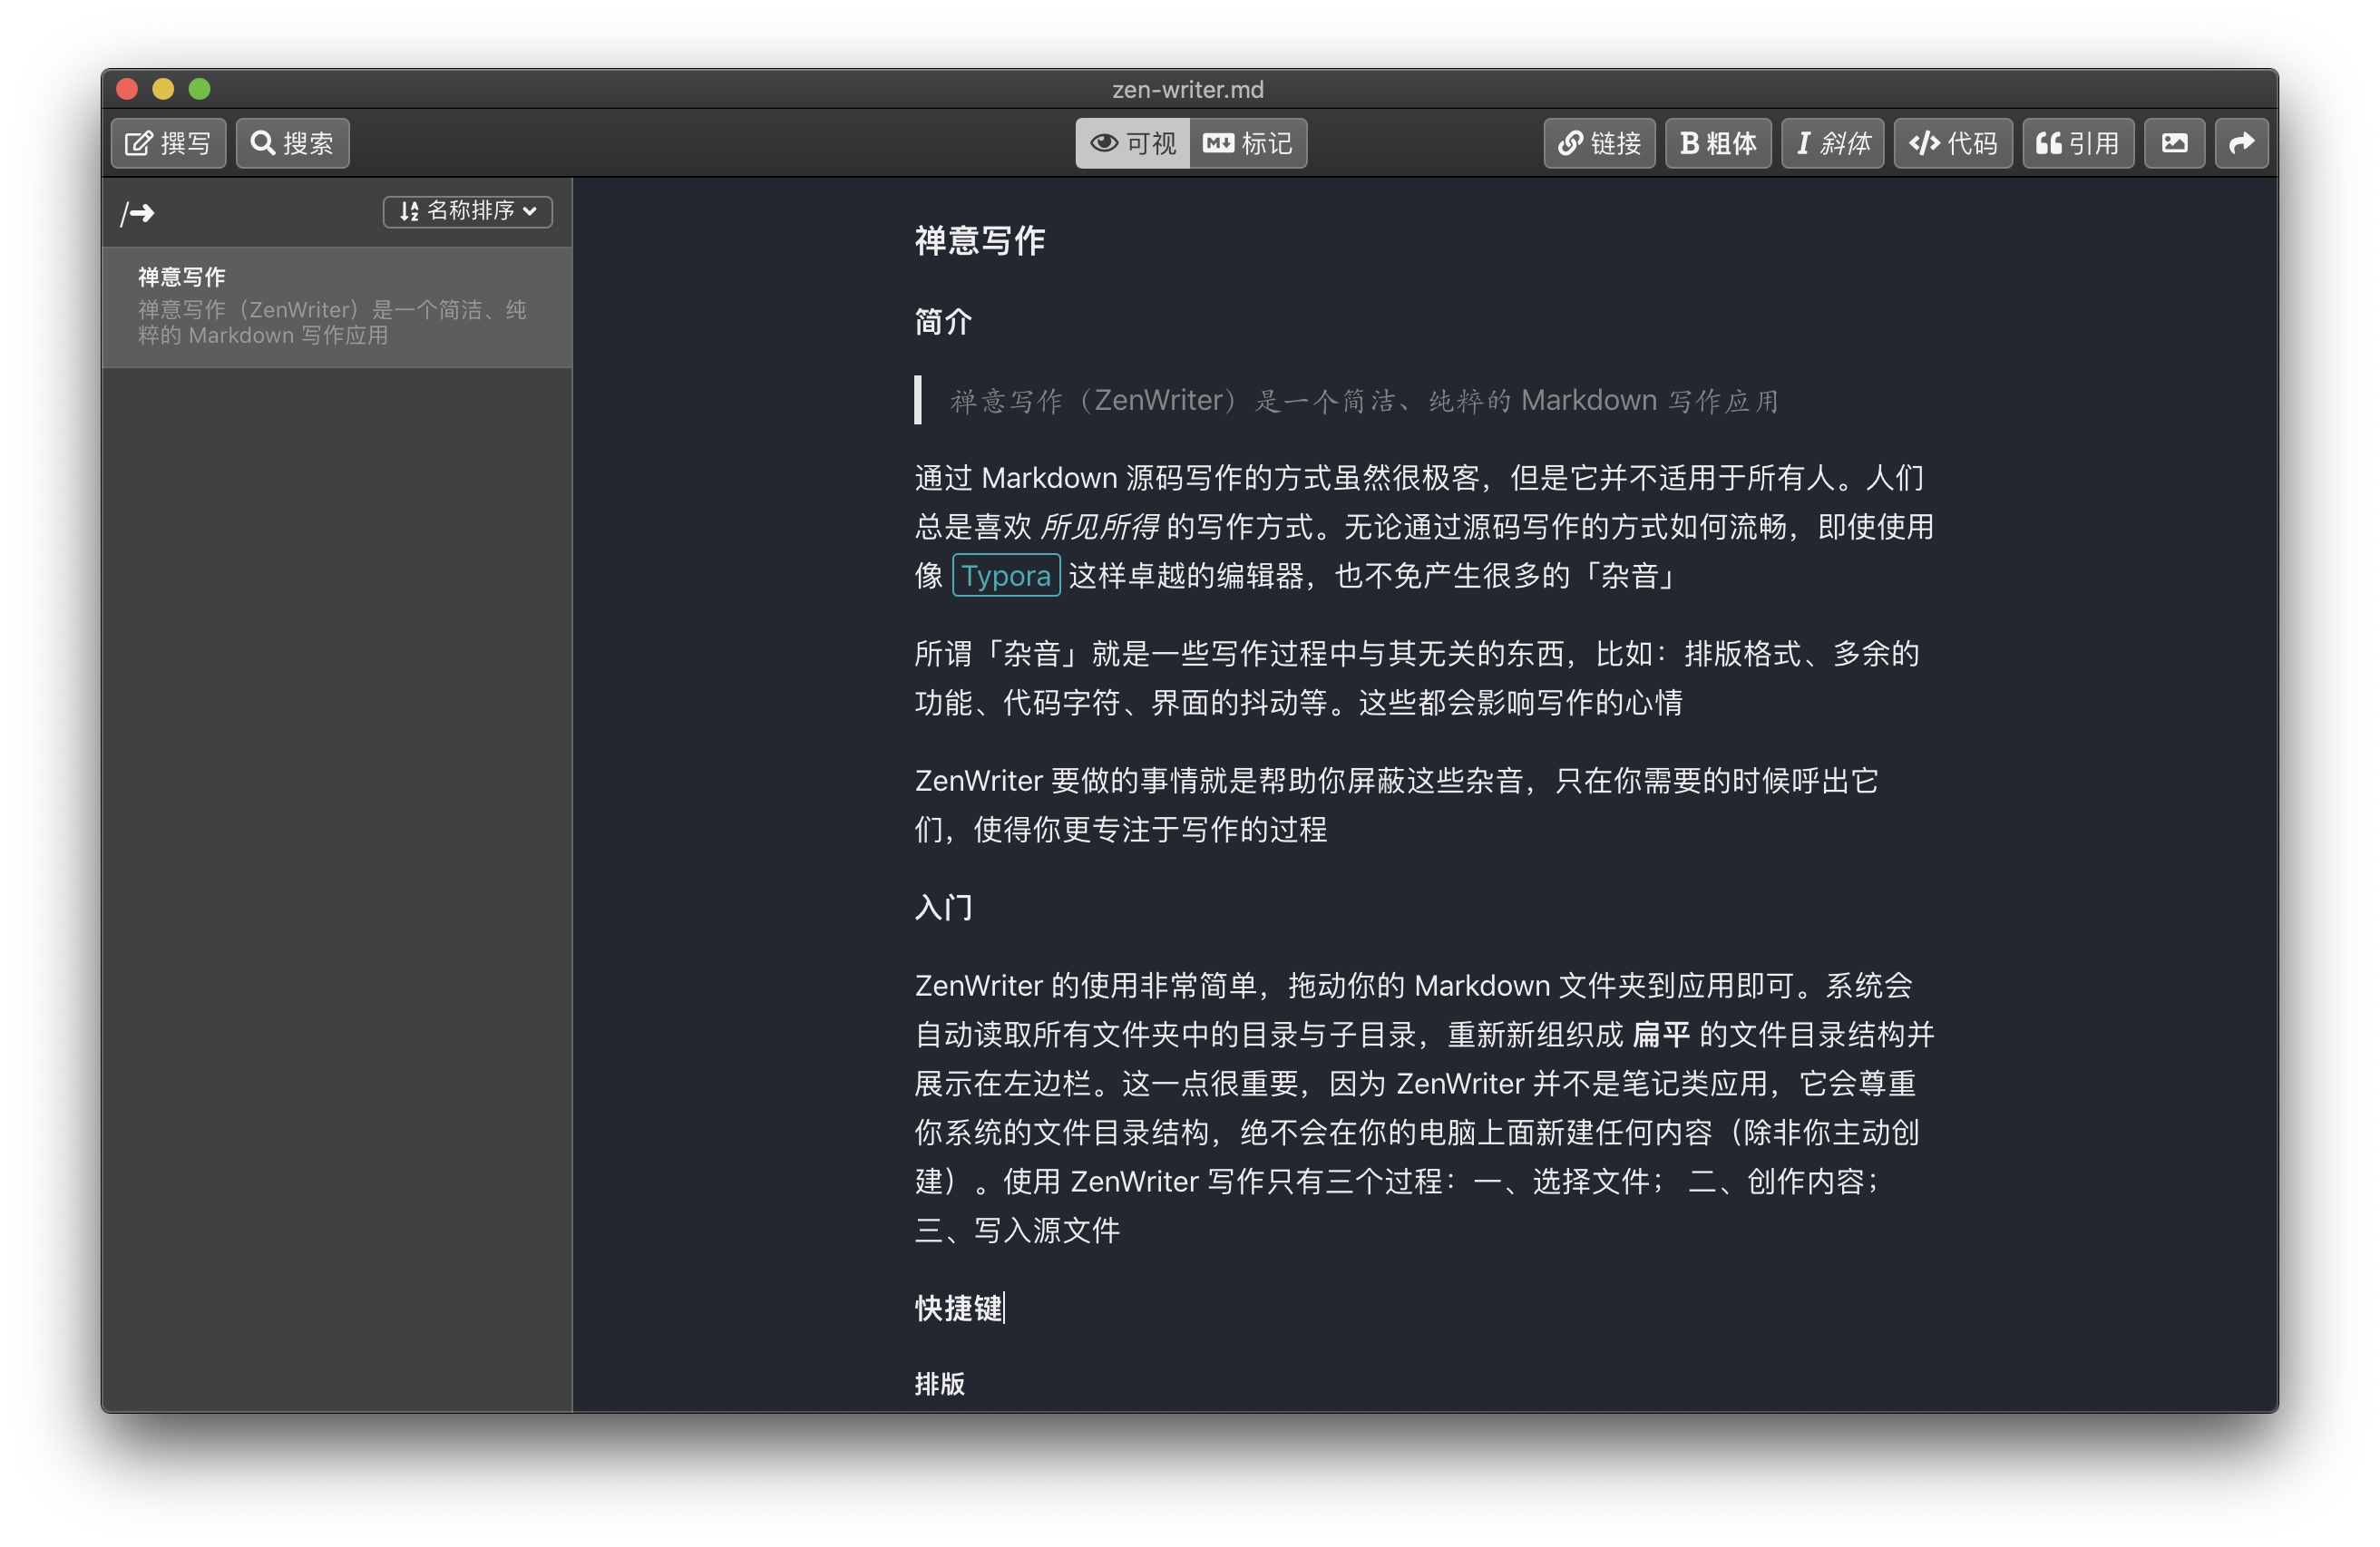 zen-writer.md
撰写 搜索 可视 标记 链接 B 粗体 I 斜体 代码 引用
/ 名称排序
禅意写作
禅意写作（ZenWriter）是一个简洁、纯
粹的 Markdown 写作应用
禅意写作
简介
禅意写作（ZenWriter）是一个简洁、纯粹的 Markdown 写作应用
通过 Markdown 源码写作的方式虽然很极客，但是它并不适用于所有人。人们
总是喜欢 所见所得 的写作方式。无论通过源码写作的方式如何流畅，即使使用
像 Typora 这样卓越的编辑器，也不免产生很多的「杂音」
所谓「杂音」就是一些写作过程中与其无关的东西，比如：排版格式、多余的
功能、代码字符、界面的抖动等。这些都会影响写作的心情
ZenWriter 要做的事情就是帮助你屏蔽这些杂音，只在你需要的时候呼出它
们，使得你更专注于写作的过程
入门
ZenWriter 的使用非常简单，拖动你的 Markdown 文件夹到应用即可。系统会
自动读取所有文件夹中的目录与子目录，重新新组织成 扁平 的文件目录结构并
展示在左边栏。这一点很重要，因为 ZenWriter 并不是笔记类应用，它会尊重
你系统的文件目录结构，绝不会在你的电脑上面新建任何内容（除非你主动创
建）。使用 ZenWriter 写作只有三个过程：一、选择文件； 二、创作内容；
三、写入源文件
快捷键
排版